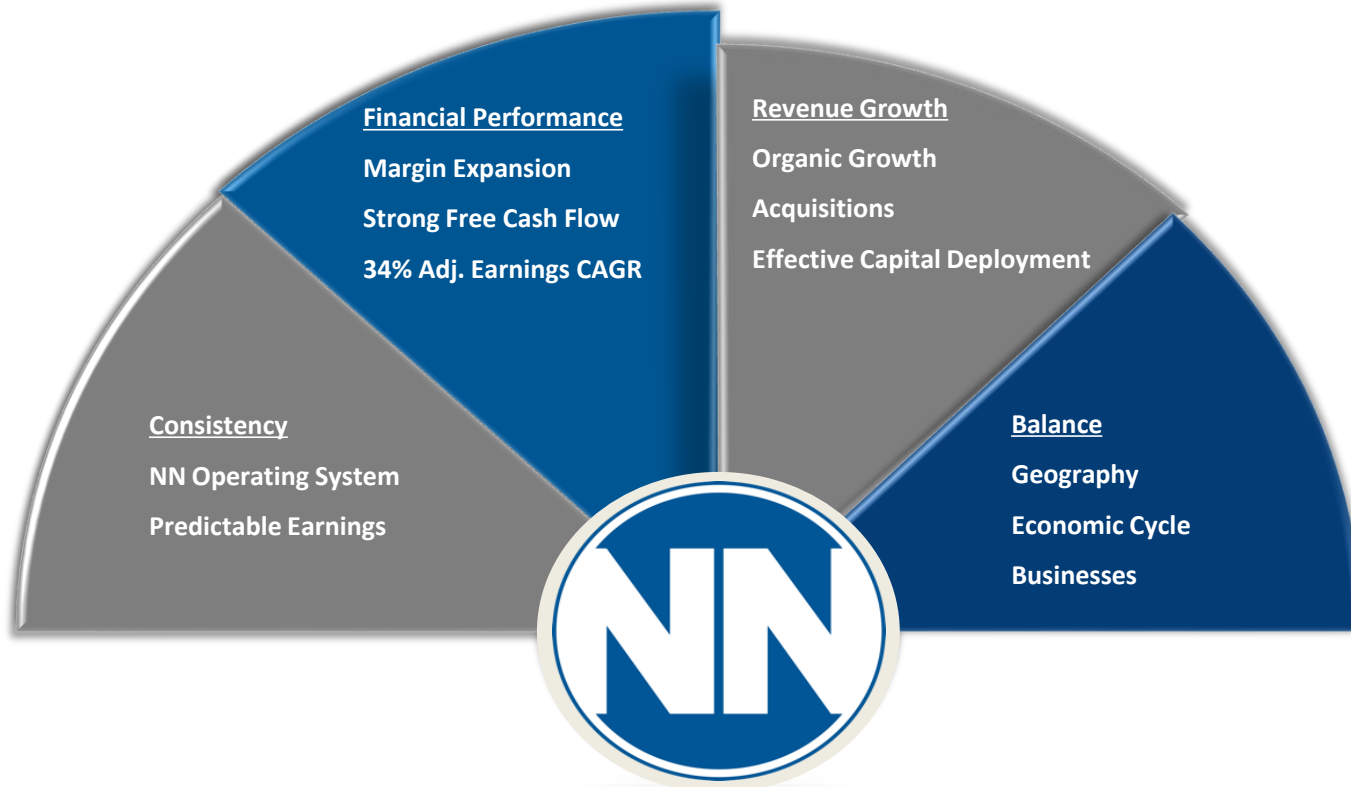 Financial Performance
Margin Expansion
Strong Free Cash Flow
34% Adj. Earnings CAGR
Revenue Growth
Organic Growth
Acquisitions
Effective Capital Deployment
Consistency
NN Operating System
Predictable Earnings
Balance
Geography
Economic Cycle
Businesses
NN